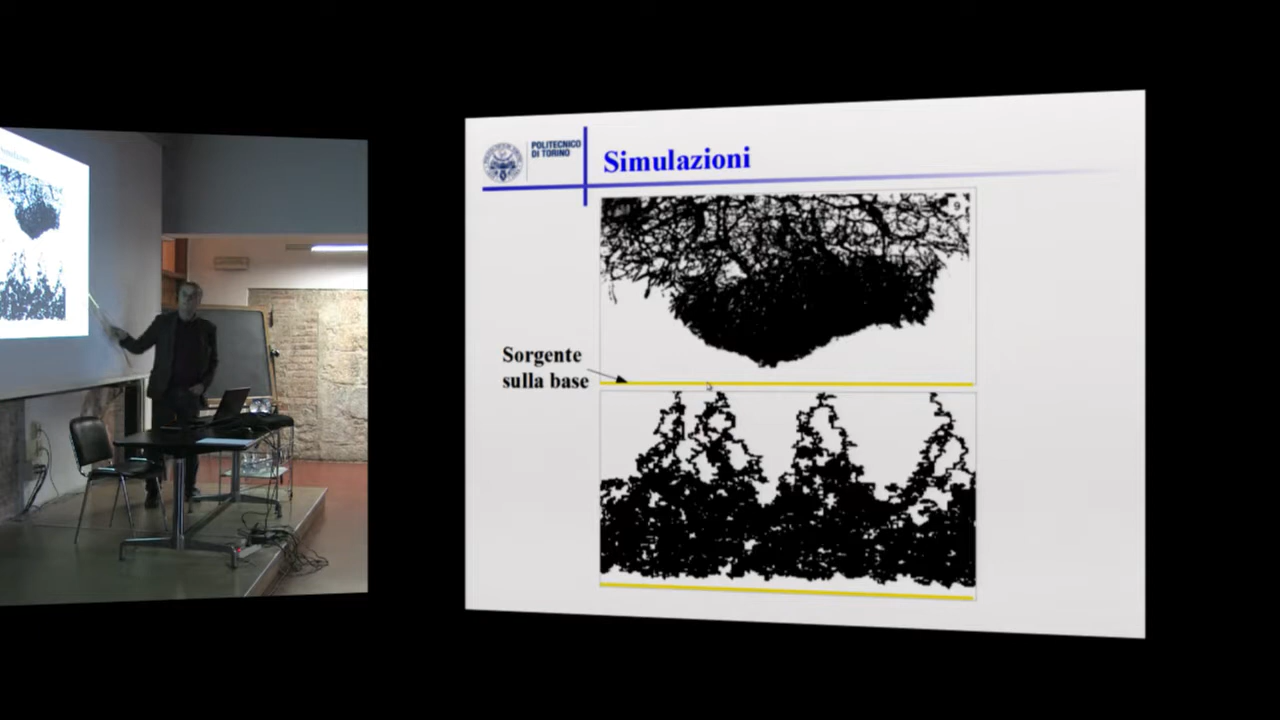 POLITECNICO
DI TORINO
Simulazioni
9
Sorgente
sulla base